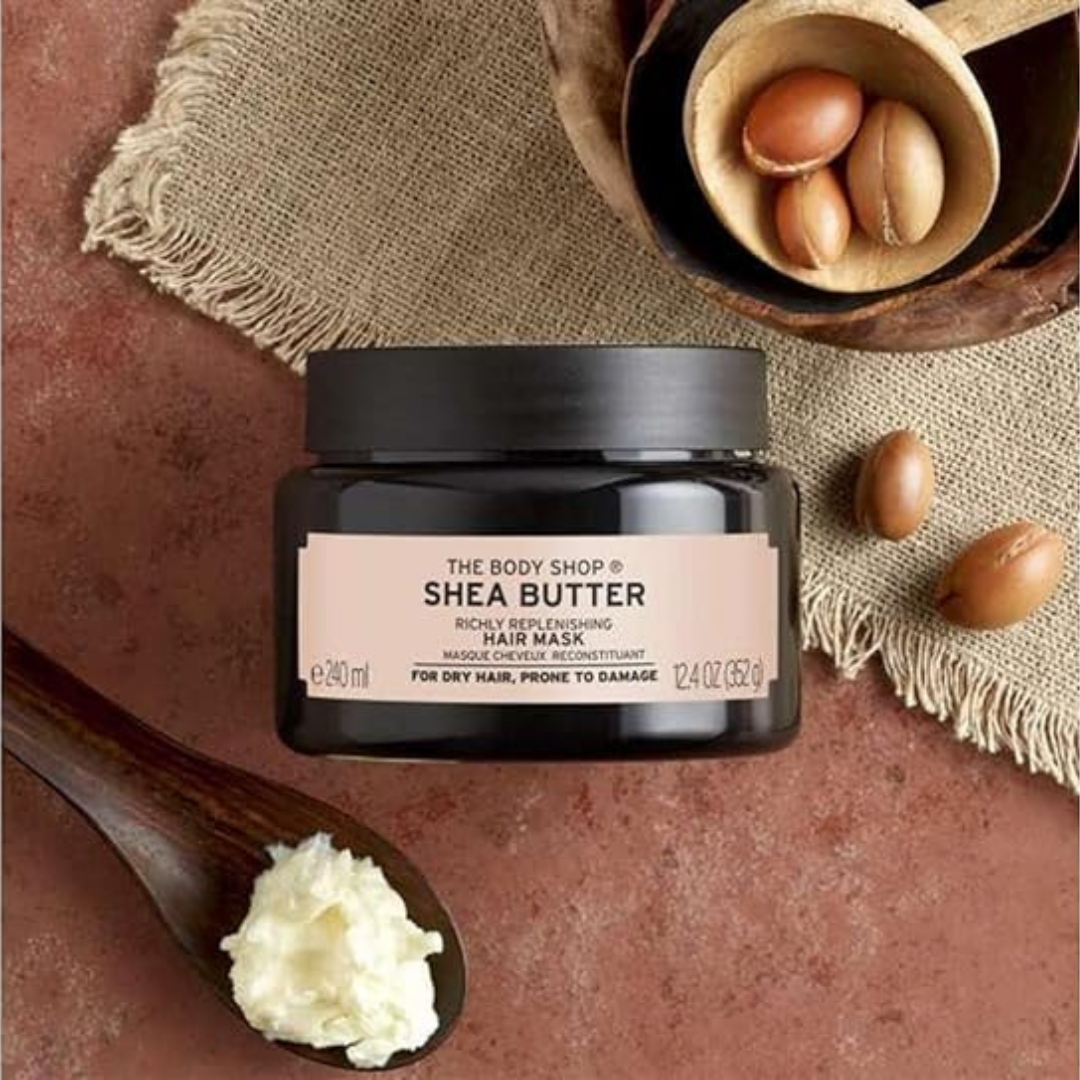 THE BODY SHOP ®
SHEA BUTTER
RICHLY REPLENISHING
HAIR MASK
MASQUE CHEVEUX RECONSTITUANT
FOR DRY HAIR, PRONE TO DAMAGE
℮240 ml
12.4 OZ (352 g)